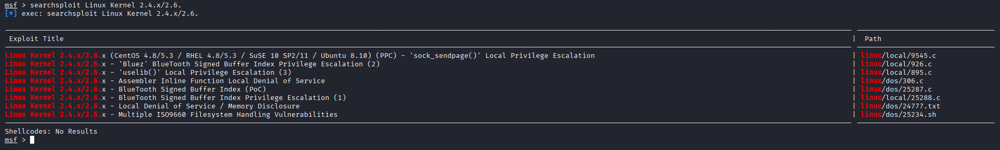 msf > searchsploit Linux Kernel 2.4.x/2.6.
[*] exec: searchsploit Linux Kernel 2.4.x/2.6.
Exploit Title | Path
Linux Kernel 2.4.x/2.6.x (CentOS 4.8/5.3 / RHEL 4.8/5.3 / SuSE 10 SP2/11 / Ubuntu 8.10) (PPC) - 'sock_sendpage()' Local Privilege Escalation | linux/local/9545.c
Linux Kernel 2.4.x/2.6.x - 'Bluez' BlueTooth Signed Buffer Index Privilege Escalation (2) | linux/local/926.c
Linux Kernel 2.4.x/2.6.x - 'uselib()' Local Privilege Escalation (3) | linux/local/895.c
Linux Kernel 2.4.x/2.6.x - Assembler Inline Function Local Denial of Service | linux/dos/306.c
Linux Kernel 2.4.x/2.6.x - BlueTooth Signed Buffer Index (PoC) | linux/dos/25287.c
Linux Kernel 2.4.x/2.6.x - BlueTooth Signed Buffer Index Privilege Escalation (1) | linux/local/25288.c
Linux Kernel 2.4.x/2.6.x - Local Denial of Service / Memory Disclosure | linux/dos/24777.txt
Linux Kernel 2.4.x/2.6.x - Multiple ISO9660 Filesystem Handling Vulnerabilities | linux/dos/25234.sh
Shellcodes: No Results
msf >